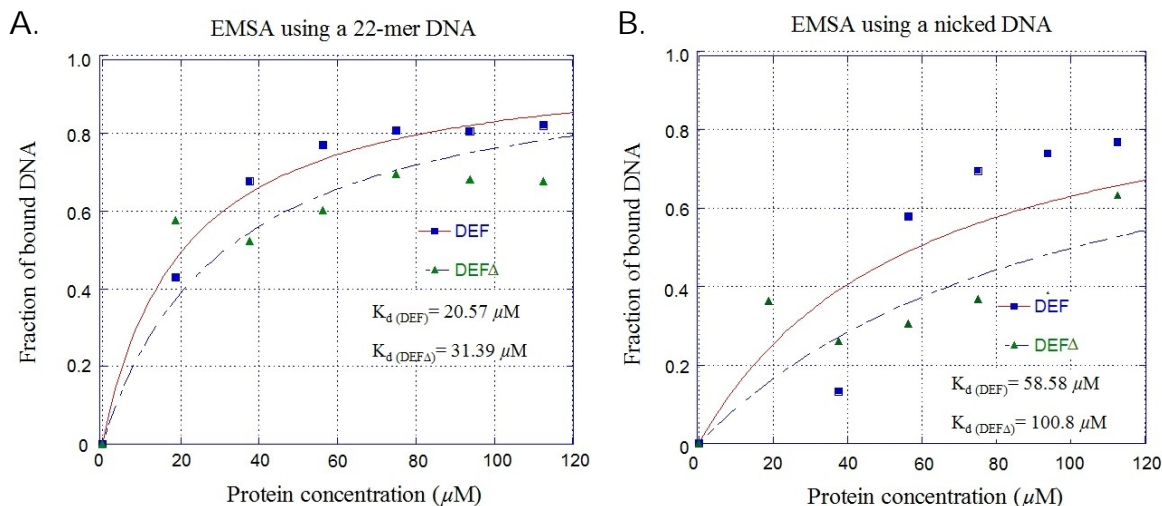 A.
EMSA using a 22-mer DNA
1.0
0.8
0.6
0.4
0.2
0
0 20 40 60 80 100 120
Fraction of bound DNA
Protein concentration (µM)
DEF
DEFΔ
Kd (DEF)= 20.57 µM
Kd (DEFΔ)= 31.39 µM
B.
EMSA using a nicked DNA
1.0
0.8
0.6
0.4
0.2
0
0 20 40 60 80 100 120
Fraction of bound DNA
Protein concentration (µM)
DEF
DEFΔ
Kd (DEF)= 58.58 µM
Kd (DEFΔ)= 100.8 µM